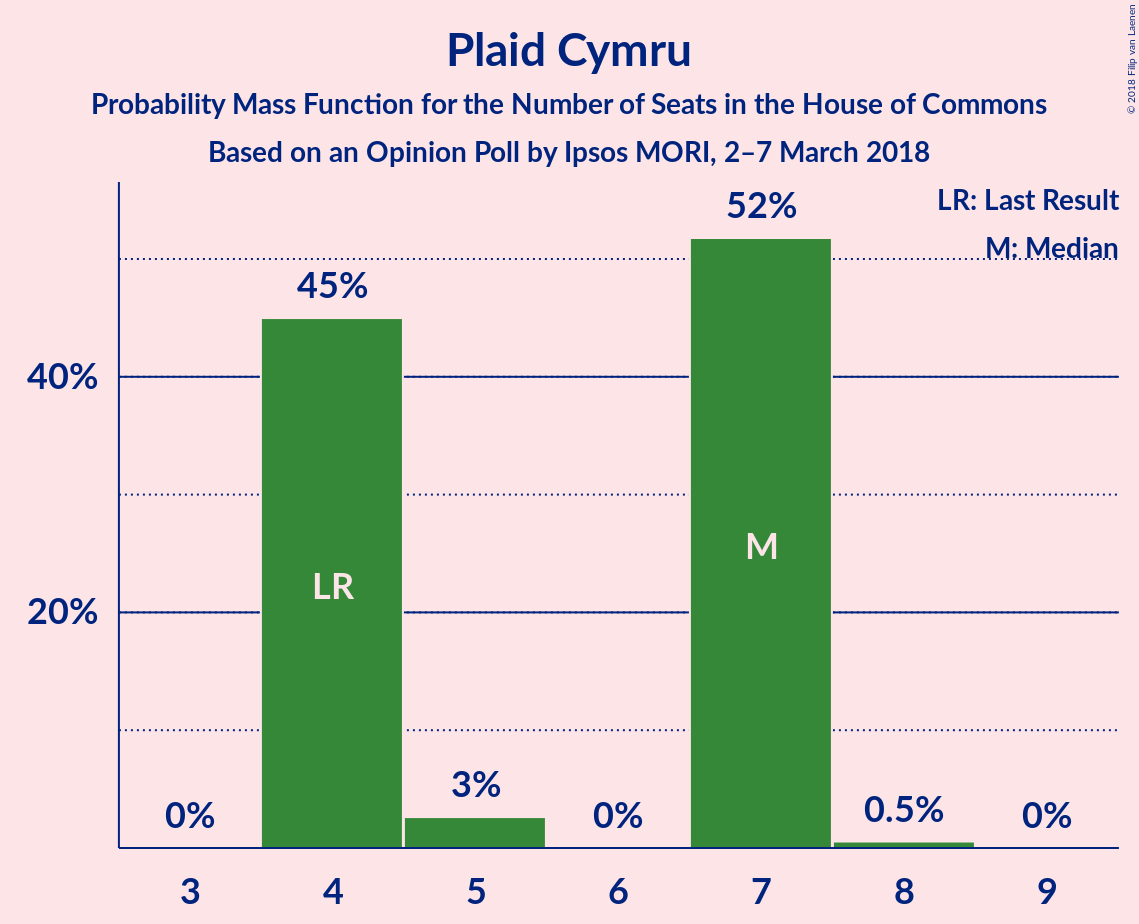 Plaid Cymru
Probability Mass Function for the Number of Seats in the House of Commons
Based on an Opinion Poll by Ipsos MORI, 2–7 March 2018
© 2018 Filip van Laenen
LR: Last Result
M: Median
52%
45%
40%
20%
LR
M
0%
3%
0%
0.5%
0%
3
4
5
6
7
8
9